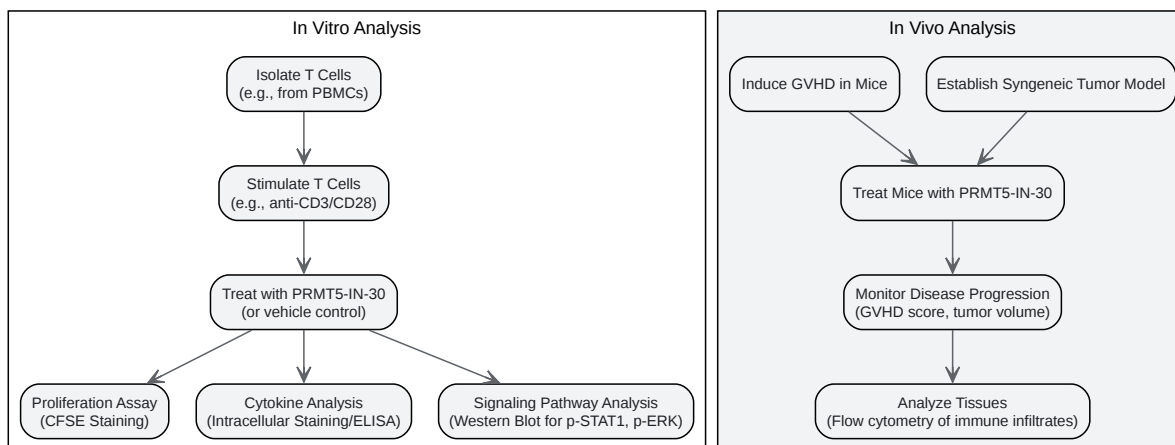 In Vitro Analysis
Isolate T Cells
(e.g., from PBMCs)
Stimulate T Cells
(e.g., anti-CD3/CD28)
Treat with PRMT5-IN-30
(or vehicle control)
Proliferation Assay
(CFSE Staining)
Cytokine Analysis
(Intracellular Staining/ELISA)
Signaling Pathway Analysis
(Western Blot for p-STAT1, p-ERK)
In Vivo Analysis
Induce GVHD in Mice
Establish Syngeneic Tumor Model
Treat Mice with PRMT5-IN-30
Monitor Disease Progression
(GVHD score, tumor volume)
Analyze Tissues
(Flow cytometry of immune infiltrates)